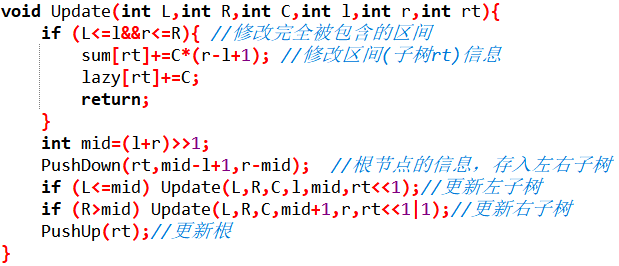 void Update(int L,int R,int C,int l,int r,int rt){
    if (L<=l&&r<=R){ //修改完全被包含的区间
        sum[rt]+=C*(r-l+1); //修改区间(子树rt)信息
        lazy[rt]+=C;
        return;
    }
    int mid=(l+r)>>1;
    PushDown(rt,mid-l+1,r-mid);  //根节点的信息，存入左右子树
    if (L<=mid) Update(L,R,C,l,mid,rt<<1);//更新左子树
    if (R>mid) Update(L,R,C,mid+1,r,rt<<1|1);//更新右子树
    PushUp(rt);//更新根
}